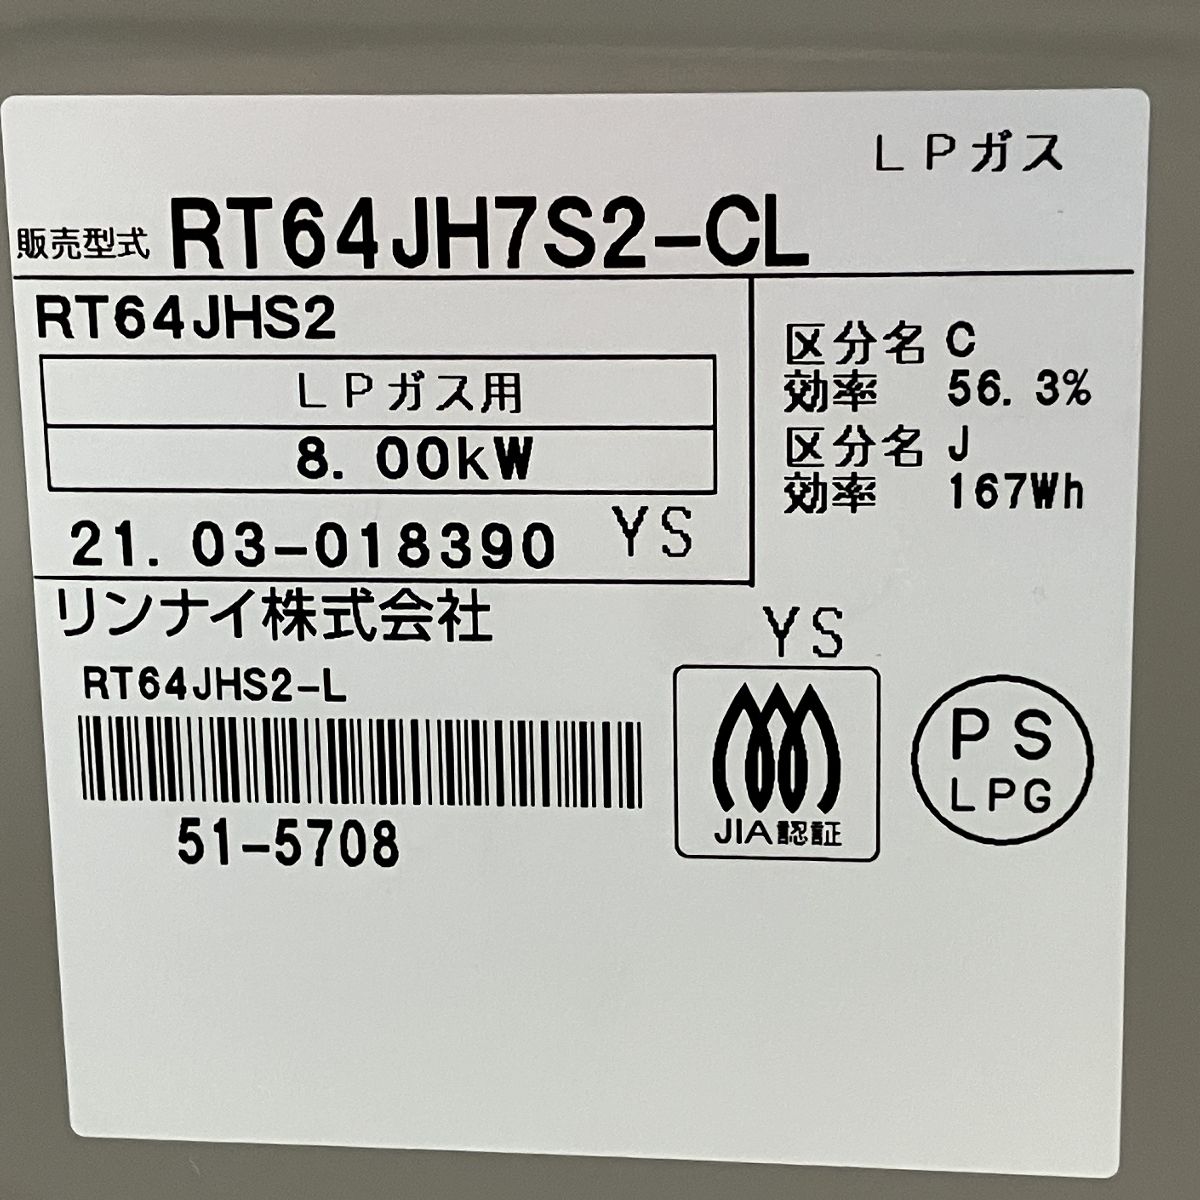 LPガス
販売型式 RT64JH7S2-CL
RT64JHS2
LPガス用
8.00kW
21.03-018390 YS
区分名 C
効率 56.3%
区分名 J
効率 167Wh
リンナイ株式会社
RT64JHS2-L
51-5708
YS
JIA認証
PS
LPG